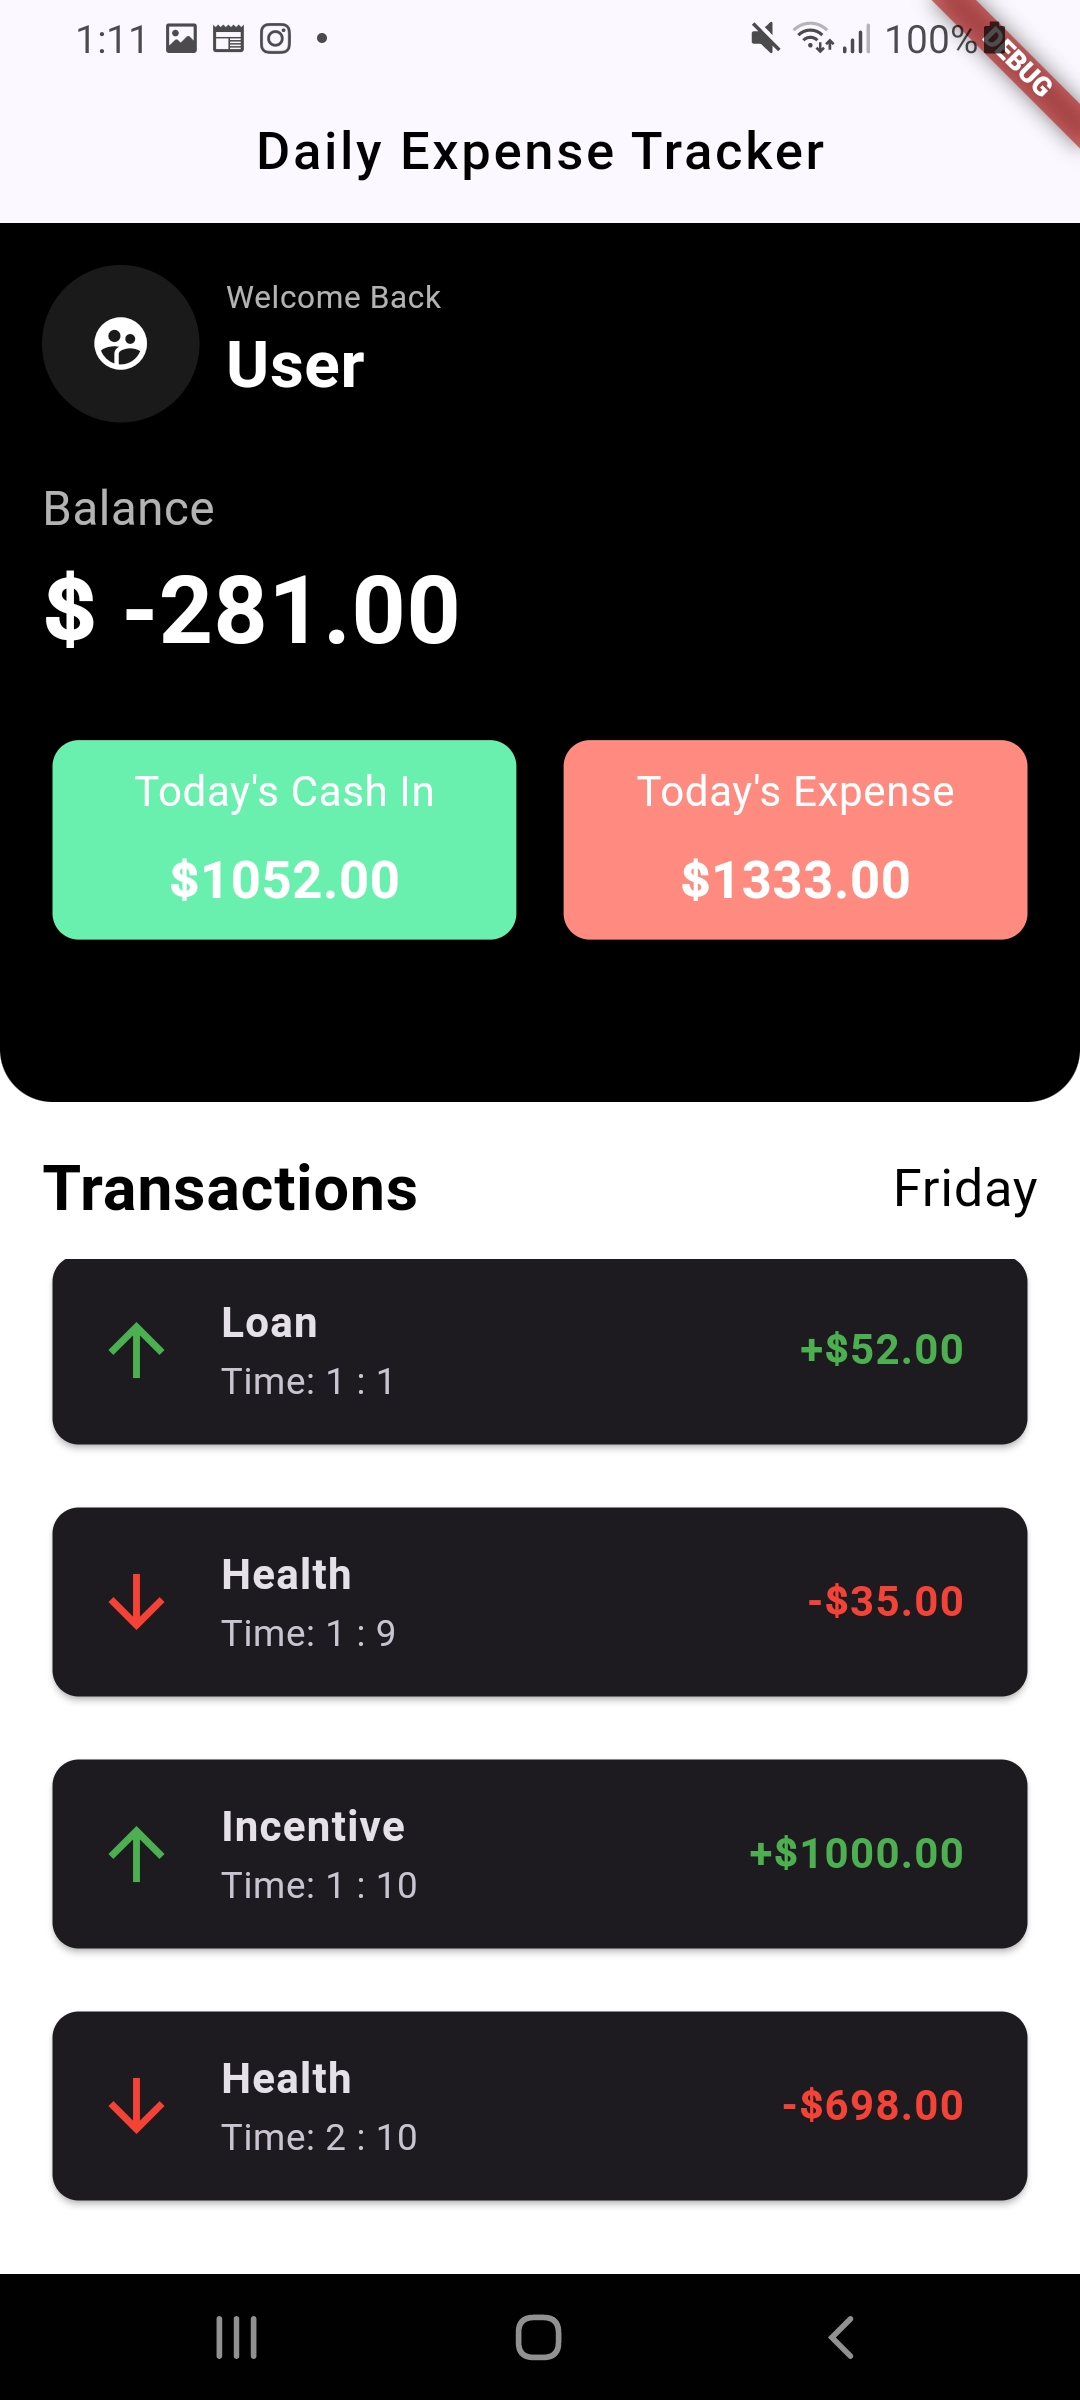 1:11 100%
DEBUG
Daily Expense Tracker
Welcome Back
User
Balance
$ -281.00
Today's Cash In
$1052.00
Today's Expense
$1333.00
Transactions
Friday
Loan
Time: 1 : 1
+$52.00
Health
Time: 1 : 9
-$35.00
Incentive
Time: 1 : 10
+$1000.00
Health
Time: 2 : 10
-$698.00